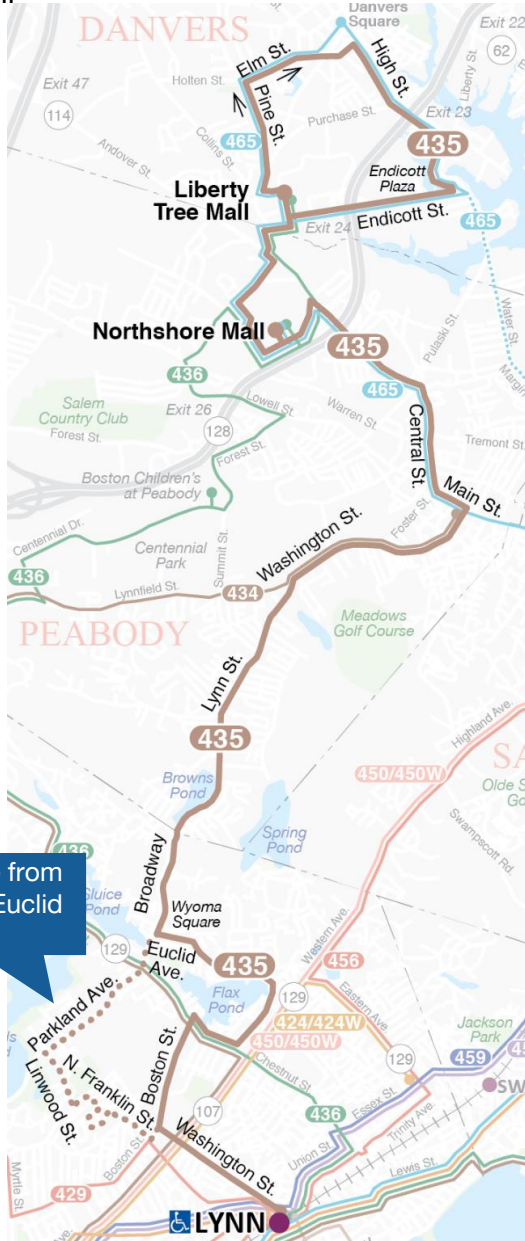 Danvers
Square
Exit 22
DANVERS
62
Liberty St.
Elm St.
High St.
Exit 47
Holten St.
Pine St.
Purchase St.
Exit 23
114
Collins St.
465
435
Andover St.
Endicott
Plaza
Liberty
Tree Mall
Endicott St.
465
Exit 24
Water St.
Northshore Mall
435
Pulaski St.
436
465
Lowell St.
Warren St.
Central St.
Salem
Country Club
Exit 26
Forest St.
128
Forest St.
Tremont St.
Main St.
Boston Children's
at Peabody
Foster St.
Washington St.
Centennial Dr.
Centennial
Park
Summit St.
436
Lynnfield St.
434
PEABODY
Meadows
Golf Course
Lynn St.
435
Highland Ave.
450/450W
Browns
Pond
Swampscott Rd.
Spring
Pond
436
from
Euclid
Broadway
Wyoma
Square
Western Ave.
129
Euclid
Ave.
435
456
Flax
Pond
129
Eastern Ave.
Parkland Ave.
424/424W
450/450W
Jackson
Park
Boston St.
Chestnut St.
129
459
N. Franklin St.
Linwood St.
107
436
Essex St.
Trinity Ave.
SW
Washington St.
Boston St.
Union St.
Lewis St.
Myrtle St.
429
LYNN